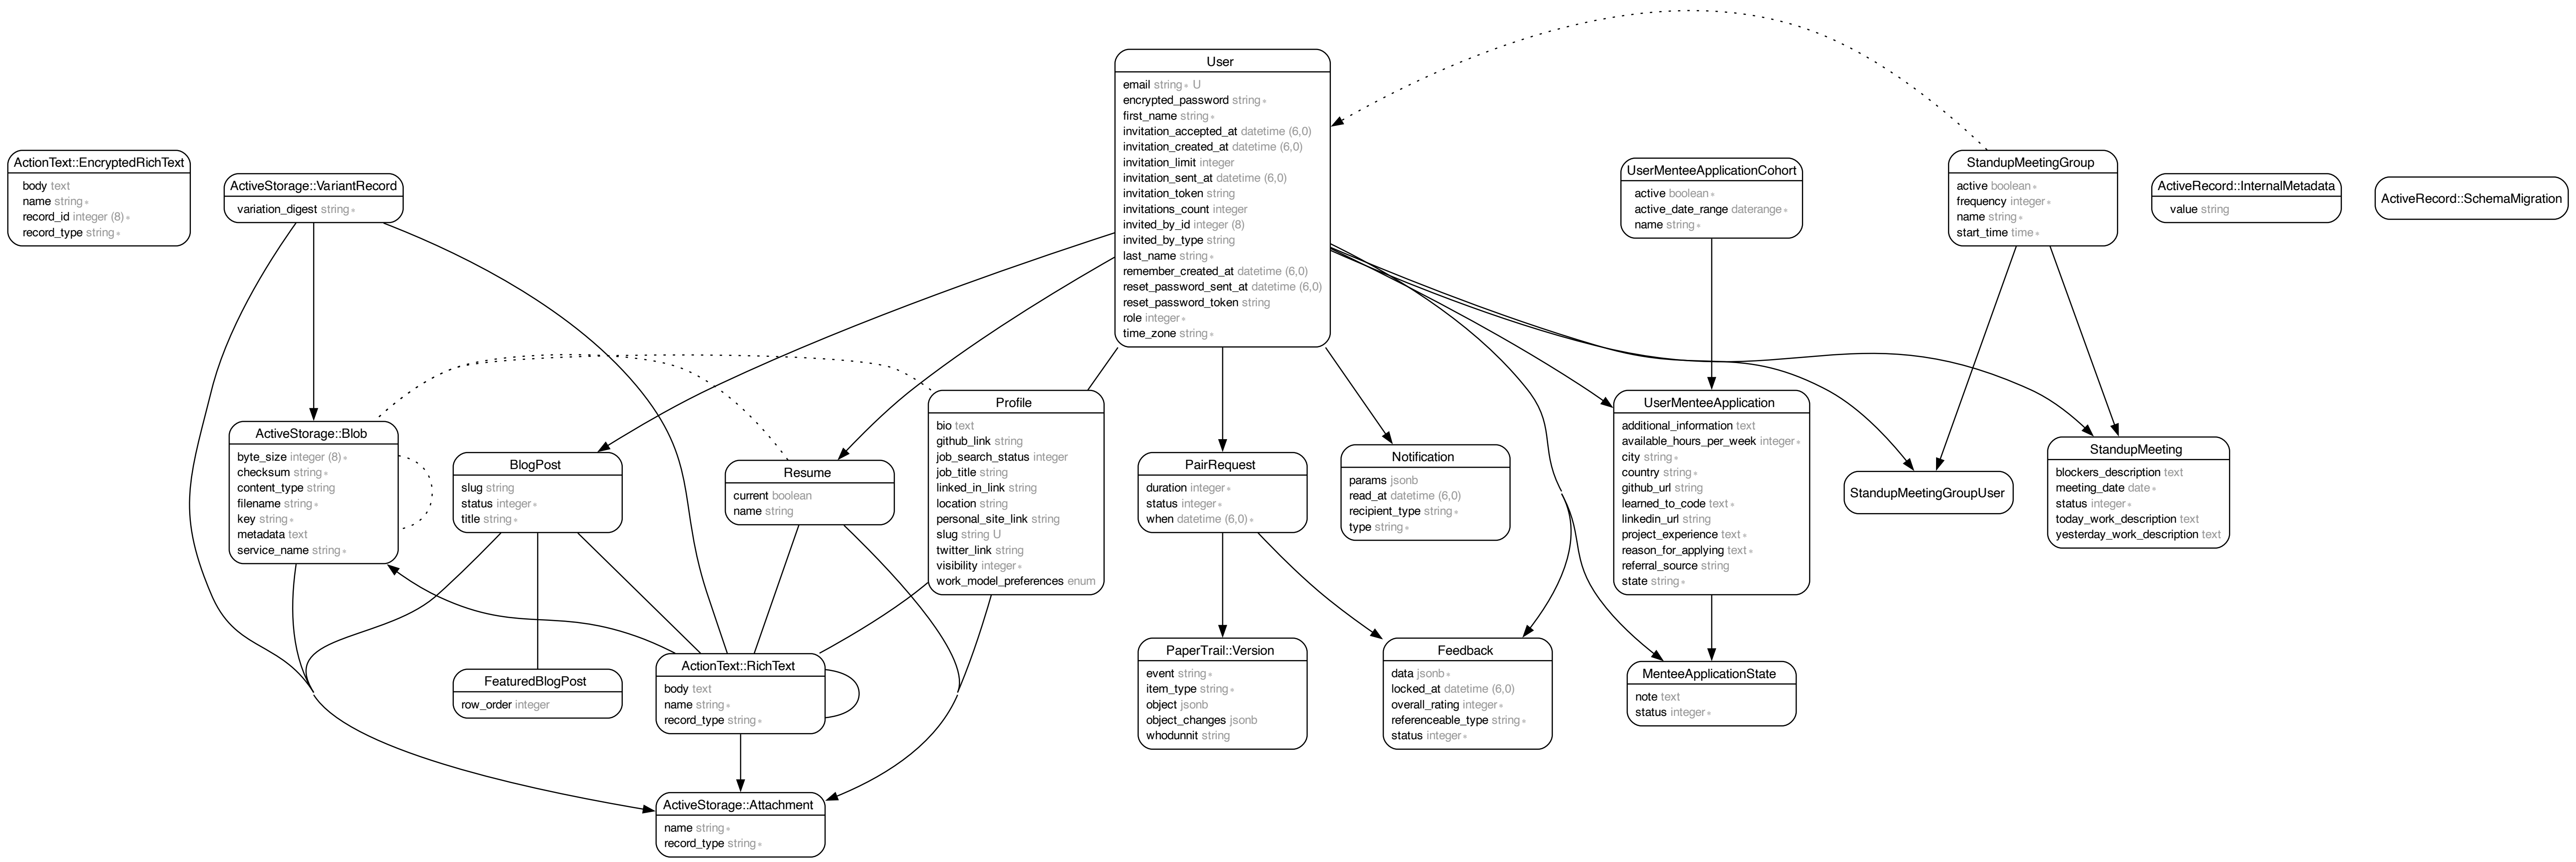 User
email string∗ U
encrypted_password string∗
first_name string∗
invitation_accepted_at datetime (6,0)
invitation_created_at datetime (6,0)
invitation_limit integer
invitation_sent_at datetime (6,0)
invitation_token string
invitations_count integer
invited_by_id integer (8)
invited_by_type string
last_name string∗
remember_created_at datetime (6,0)
reset_password_sent_at datetime (6,0)
reset_password_token string
role integer∗
time_zone string∗
ActionText::EncryptedRichText
body text
name string∗
record_id integer (8)∗
record_type string∗
ActiveStorage::VariantRecord
variation_digest string∗
UserMenteeApplicationCohort
active boolean∗
active_date_range daterange∗
name string∗
StandupMeetingGroup
active boolean∗
frequency integer∗
name string∗
start_time time∗
ActiveRecord::InternalMetadata
value string
ActiveRecord::SchemaMigration
ActiveStorage::Blob
byte_size integer (8)∗
checksum string∗
content_type string
filename string∗
key string∗
metadata text
service_name string∗
BlogPost
slug string
status integer∗
title string∗
Resume
current boolean
name string
Profile
bio text
github_link string
job_search_status integer
job_title string
linked_in_link string
location string
personal_site_link string
slug string U
twitter_link string
visibility integer∗
work_model_preferences enum
PairRequest
duration integer∗
status integer∗
when datetime (6,0)∗
Notification
params jsonb
read_at datetime (6,0)
recipient_type string∗
type string∗
UserMenteeApplication
additional_information text
available_hours_per_week integer∗
city string∗
country string∗
github_url string
learned_to_code text∗
linkedin_url string
project_experience text∗
reason_for_applying text∗
referral_source string
state string∗
StandupMeetingGroupUser
StandupMeeting
blockers_description text
meeting_date date∗
status integer∗
today_work_description text
yesterday_work_description text
FeaturedBlogPost
row_order integer
ActionText::RichText
body text
name string∗
record_type string∗
PaperTrail::Version
event string∗
item_type string∗
object jsonb
object_changes jsonb
whodunnit string
Feedback
data jsonb∗
locked_at datetime (6,0)
overall_rating integer∗
referenceable_type string∗
status integer∗
MenteeApplicationState
note text
status integer∗
ActiveStorage::Attachment
name string∗
record_type string∗